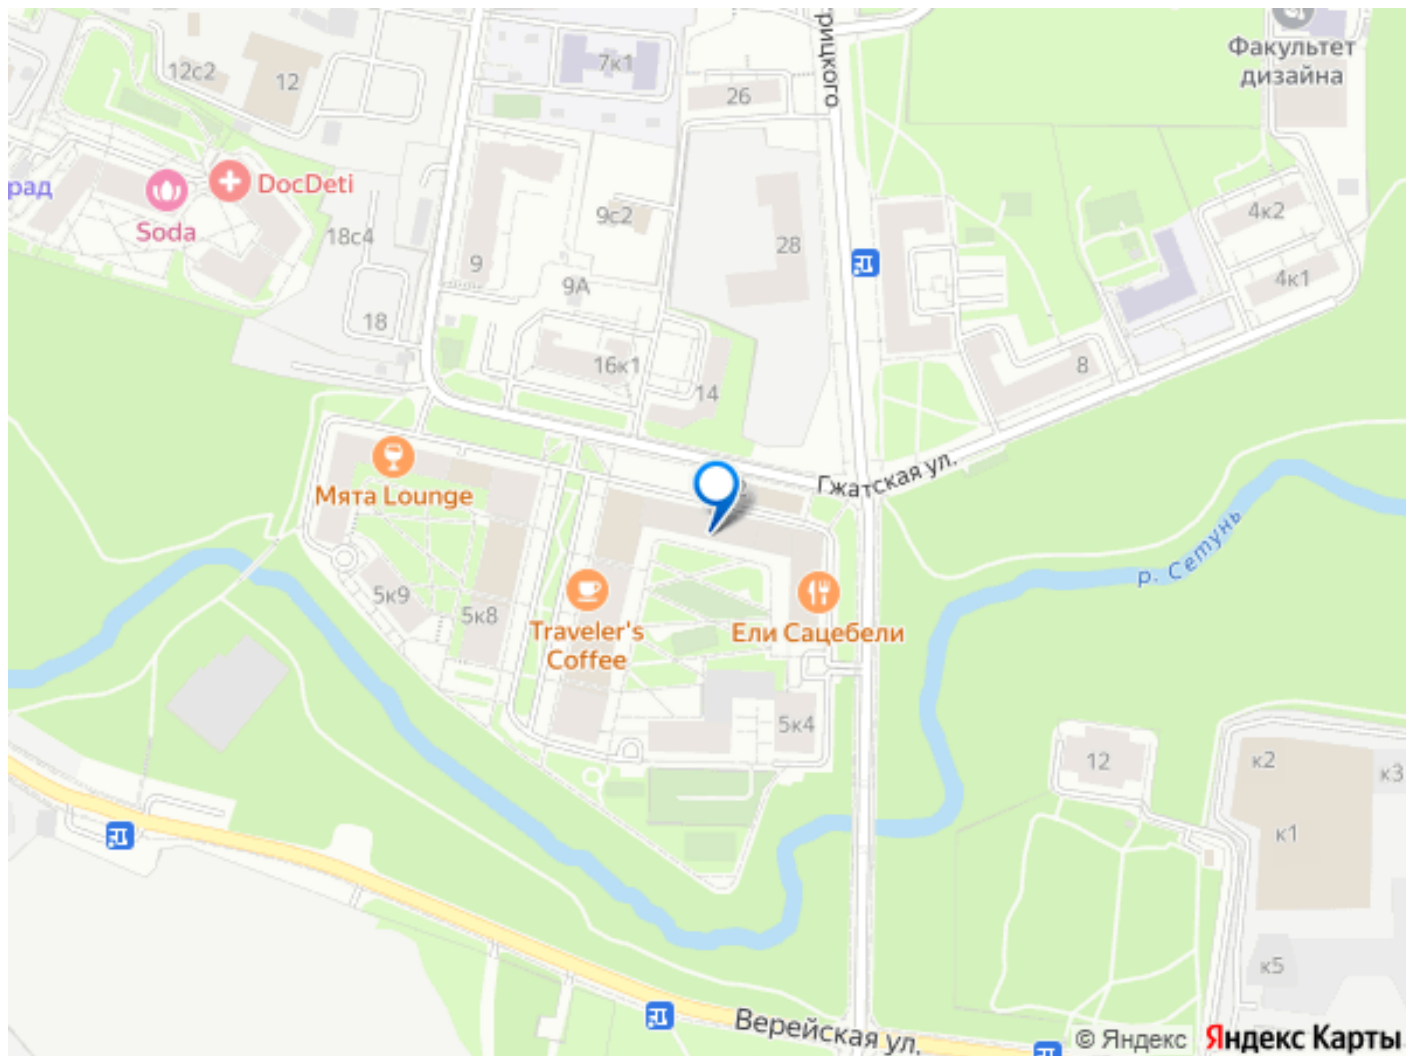 рицкого
Факультет
дизайна
12с2
12
7к1
26
рад
DocDeti
Soda
18с4
9с2
4к2
28
9
9А
4к1
18
16к1
8
14
Мята Lounge
Гжатская ул.
р. Сетунь
5к9
5к8
Traveler's
Coffee
Ели Сацебели
5к4
12
к2
к3
к1
к5
Верейская ул.
© Яндекс
Яндекс Карты